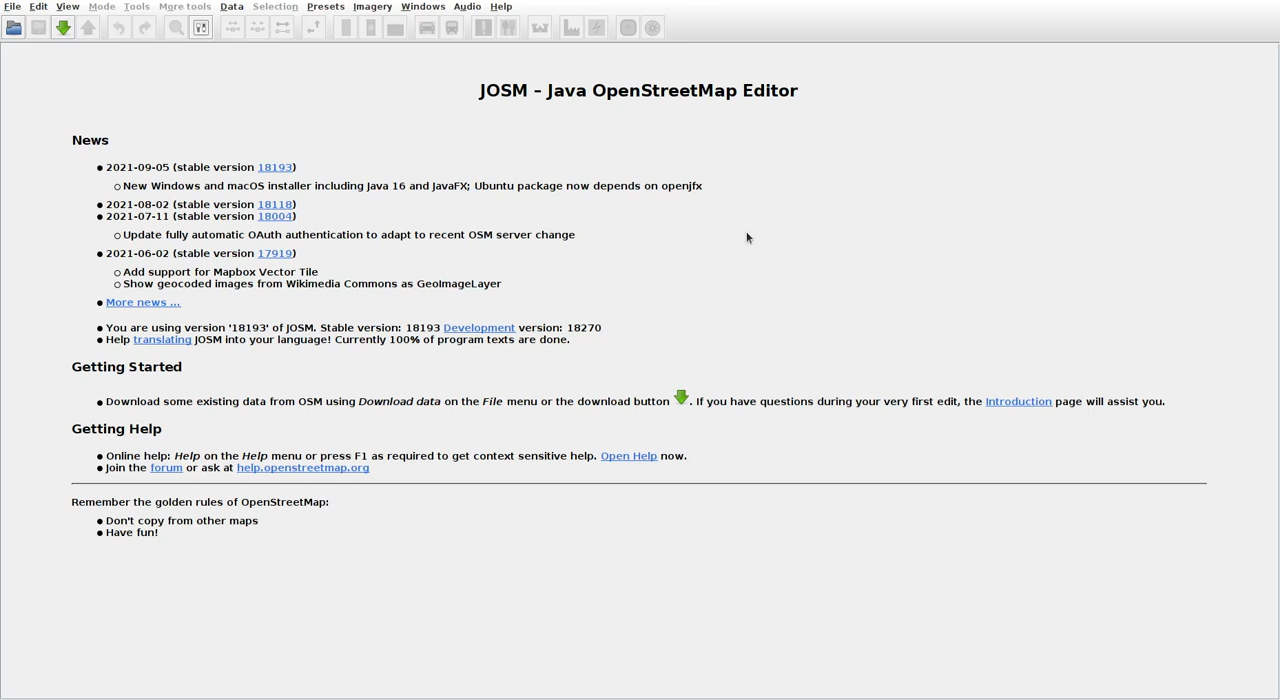 File Edit View Mode Tools More tools Data Selection Presets Imagery Windows Audio Help
JOSM – Java OpenStreetMap Editor
News
2021-09-05 (stable version 18193)
New Windows and macOS installer including Java 16 and JavaFX; Ubuntu package now depends on openjfx
2021-08-02 (stable version 18118)
2021-07-11 (stable version 18004)
Update fully automatic OAuth authentication to adapt to recent OSM server change
2021-06-02 (stable version 17919)
Add support for Mapbox Vector Tile
Show geocoded images from Wikimedia Commons as GeoImageLayer
More news ...
You are using version '18193' of JOSM. Stable version: 18193 Development version: 18270
Help translating JOSM into your language! Currently 100% of program texts are done.
Getting Started
Download some existing data from OSM using Download data on the File menu or the download button . If you have questions during your very first edit, the Introduction page will assist you.
Getting Help
Online help: Help on the Help menu or press F1 as required to get context sensitive help. Open Help now.
Join the forum or ask at help.openstreetmap.org
Remember the golden rules of OpenStreetMap:
Don't copy from other maps
Have fun!